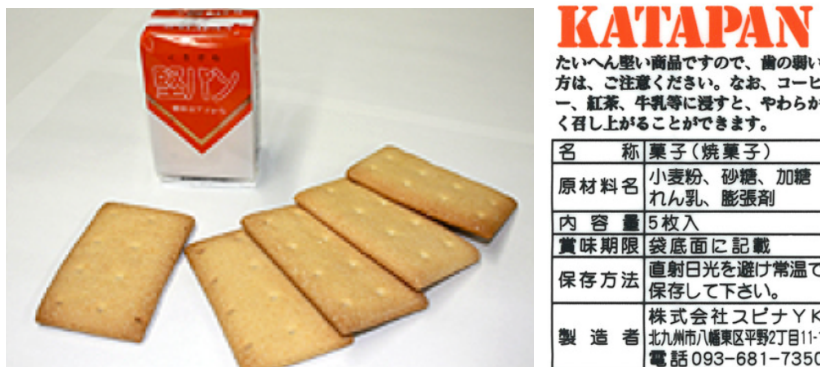 堅パン
KATAPAN
たいへん堅い商品ですので、歯の弱い
方は、ご注意ください。なお、コーヒ
ー、紅茶、牛乳等に浸すと、やわらか
く召し上がることができます。
名称 菓子(焼菓子)
原材料名 小麦粉、砂糖、加糖
れん乳、膨張剤
内容量 5枚入
賞味期限 袋底面に記載
保存方法 直射日光を避け常温で
保存して下さい。
製造者 株式会社スピナYK
北九州市八幡東区平野2丁目11-1
電話093-681-7350